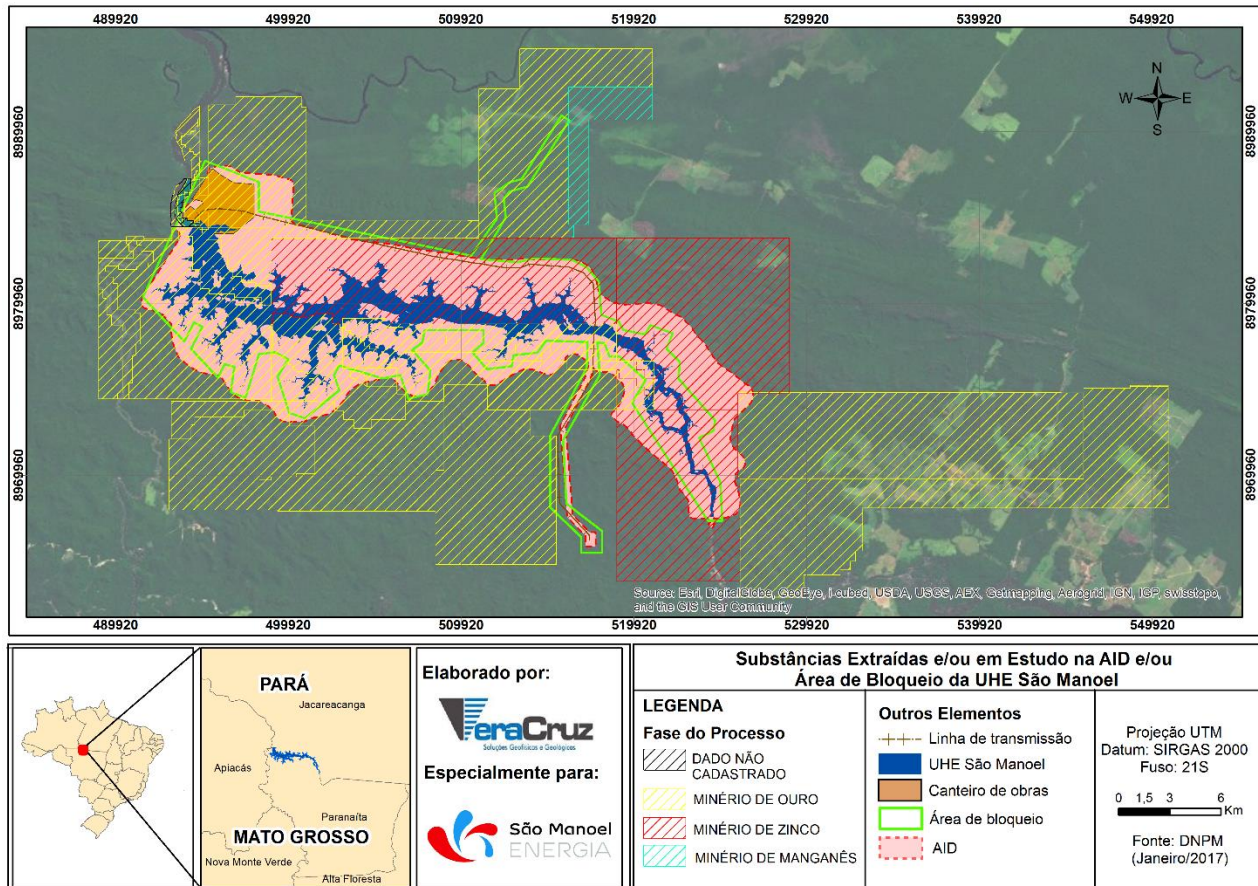 489920 499920 509920 519920 529920 539920 549920
N
W E
S
8989960 8989960
8979960 8979960
8969960 8969960
Source: Esri, DigitalGlobe, GeoEye, i-cubed, USDA, USGS, AEX, Getmapping, Aerogrid, IGN, IGP, swisstopo,
and the GIS User Community
489920 499920 509920 519920 529920 539920 549920
PARÁ
Jacareacanga
Apiacás
Paranaíta
MATO GROSSO
Nova Monte Verde
Alta Floresta
Elaborado por:
VeraCruz
Soluções Geofísicas e Geológicas
Especialmente para:
São Manoel
ENERGIA
Substâncias Extraídas e/ou em Estudo na AID e/ou
Área de Bloqueio da UHE São Manoel
LEGENDA
Fase do Processo
DADO NÃO
CADASTRADO
MINÉRIO DE OURO
MINÉRIO DE ZINCO
MINÉRIO DE MANGANÊS
Outros Elementos
Linha de transmissão
UHE São Manoel
Canteiro de obras
Área de bloqueio
AID
Projeção UTM
Datum: SIRGAS 2000
Fuso: 21S
0 1,5 3 6
Km
Fonte: DNPM
(Janeiro/2017)